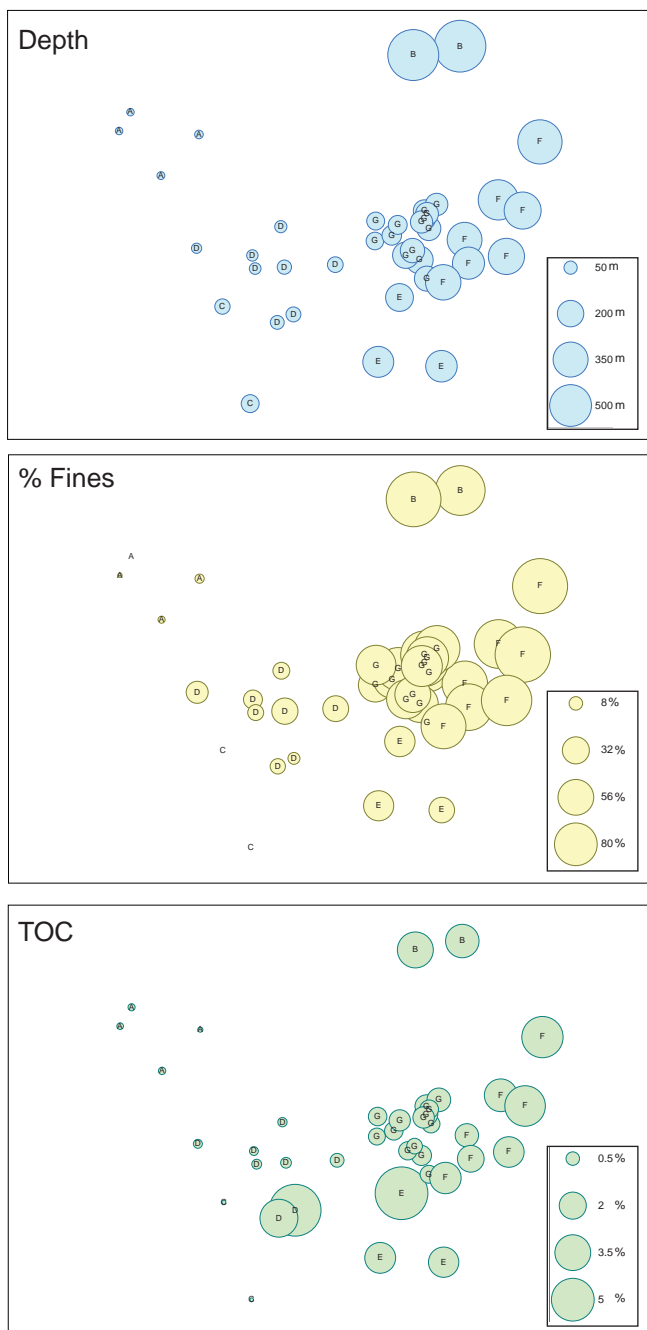 Depth
B B
A
A A F
A
F
G F
G G
G
D G G G G
G G F
D G
D G G F
D D D F
50 m
G F
E
C D 200 m
D
E E 350 m
C 500 m
% Fines
B B
A
A A F
A
F
G F
G G
G
D G G G G
G G F
D G
D G G F
D D D F
8 %
G F
E
C 32 %
D D
E E 56 %
C 80 %
TOC
B B
A
A A F
A
F
G F
G G
G
D G G G G
G G F
D G
D G G F
D D D F
0.5 %
G F
E
C 2 %
D D
E E 3.5 %
C 5 %